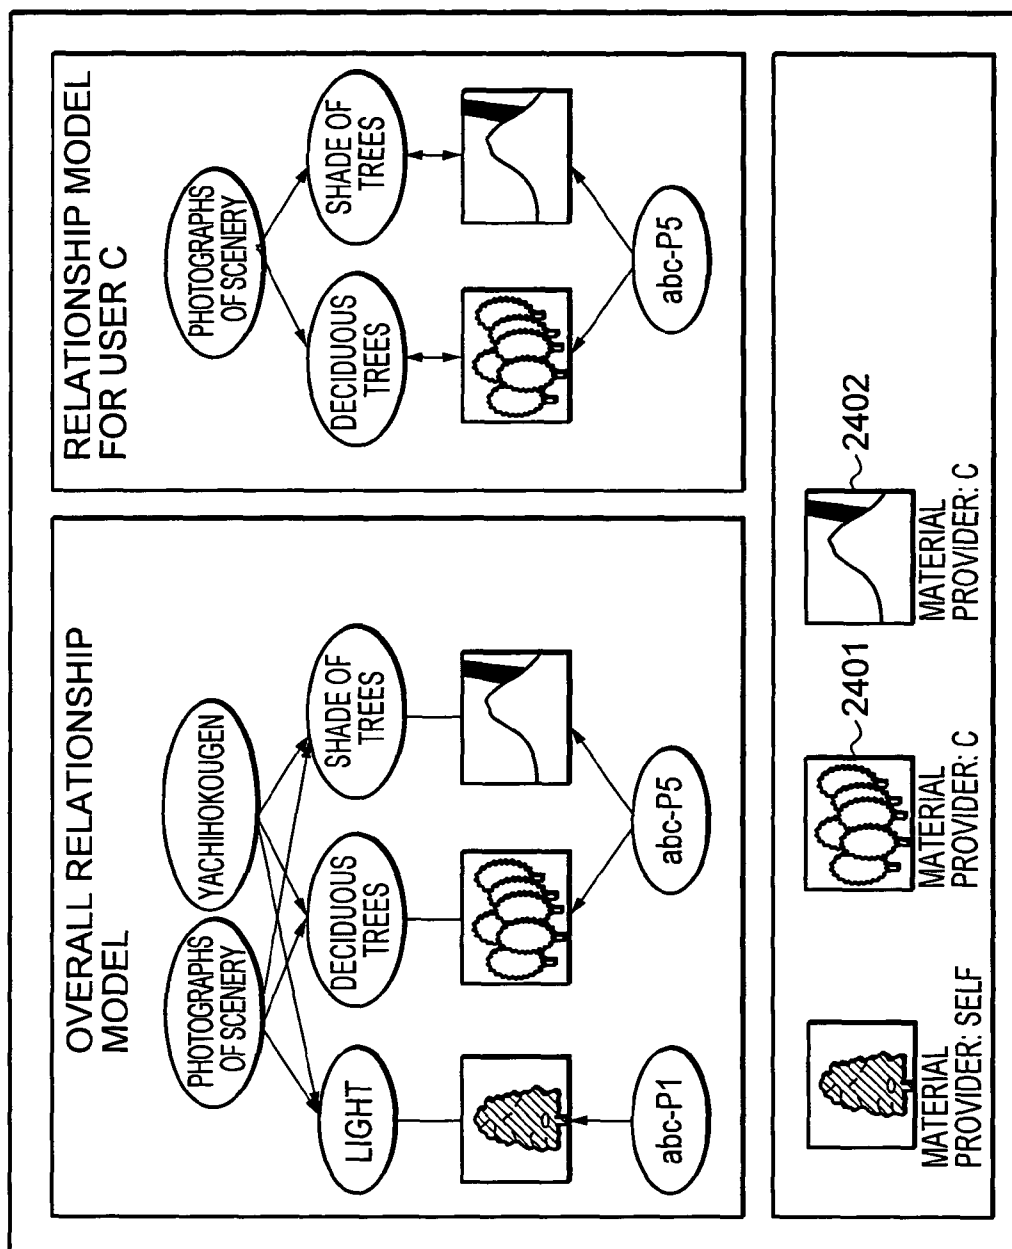 OVERALL RELATIONSHIP
MODEL
PHOTOGRAPHS
OF SCENERY
YACHIHOKOUGEN
LIGHT
DECIDUOUS
TREES
SHADE OF
TREES
abc-P1
abc-P5
RELATIONSHIP MODEL
FOR USER C
PHOTOGRAPHS
OF SCENERY
DECIDUOUS
TREES
SHADE OF
TREES
abc-P5
MATERIAL
PROVIDER: SELF
2401
MATERIAL
PROVIDER: C
2402
MATERIAL
PROVIDER: C